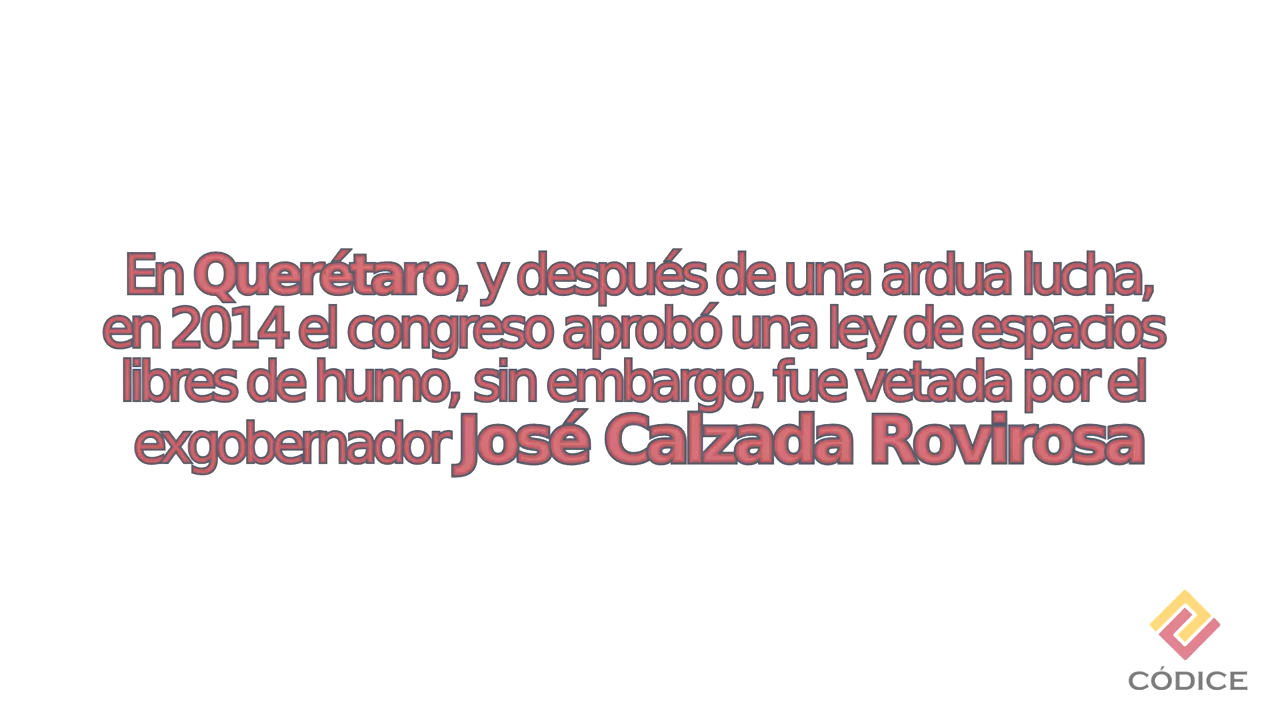 En Querétaro, y después de una ardua lucha,
en 2014 el congreso aprobó una ley de espacios
libres de humo, sin embargo, fue vetada por el
exgobernador José Calzada Rovirosa
CÓDICE